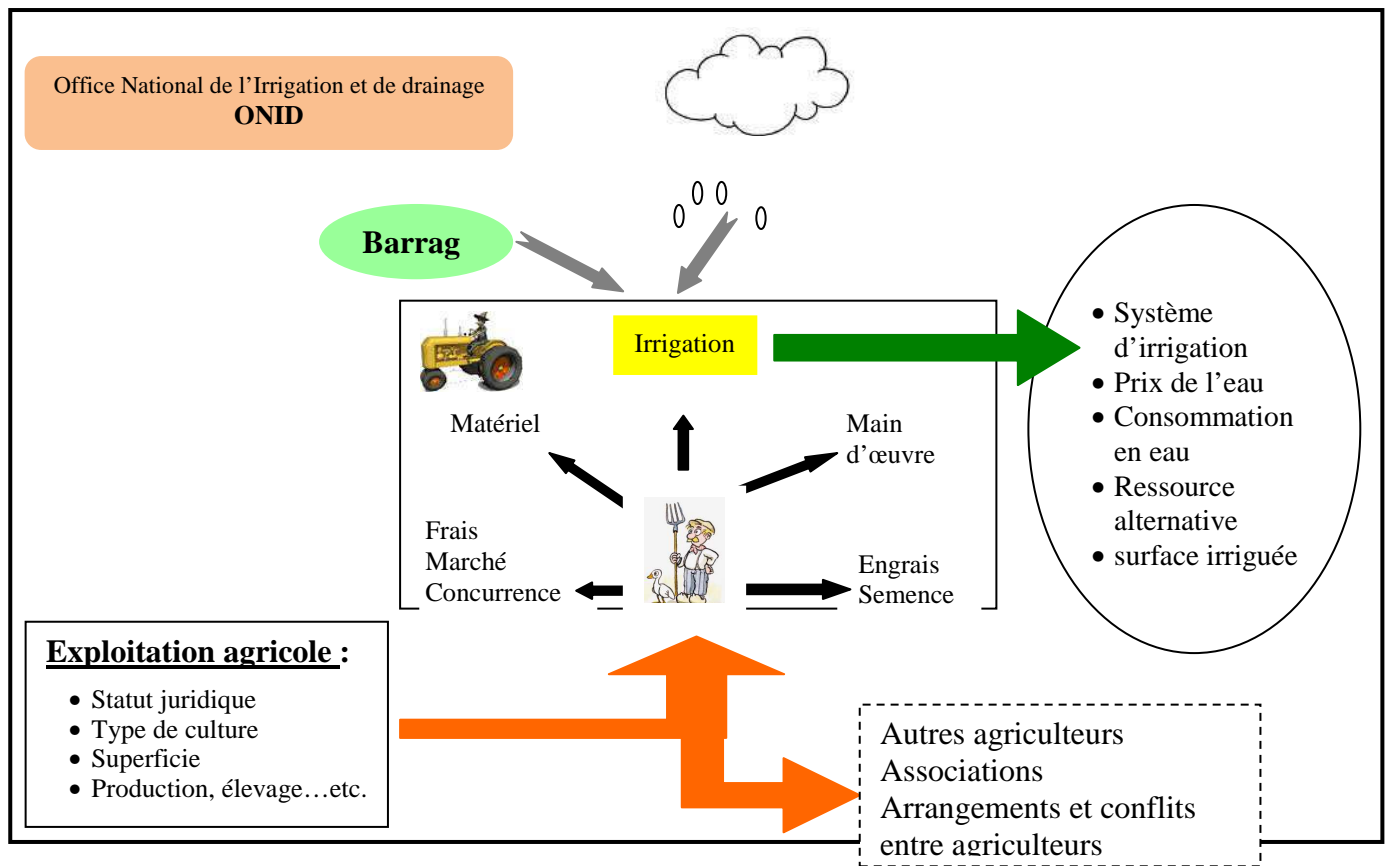 Office National de l’Irrigation et de drainage
ONID
Barrag
Irrigation
Matériel
Main
d’œuvre
Frais
Marché
Concurrence
Engrais
Semence
• Système
d’irrigation
• Prix de l’eau
• Consommation
en eau
• Ressource
alternative
• surface irriguée
Exploitation agricole :
• Statut juridique
• Type de culture
• Superficie
• Production, élevage…etc.
Autres agriculteurs
Associations
Arrangements et conflits
entre agriculteurs